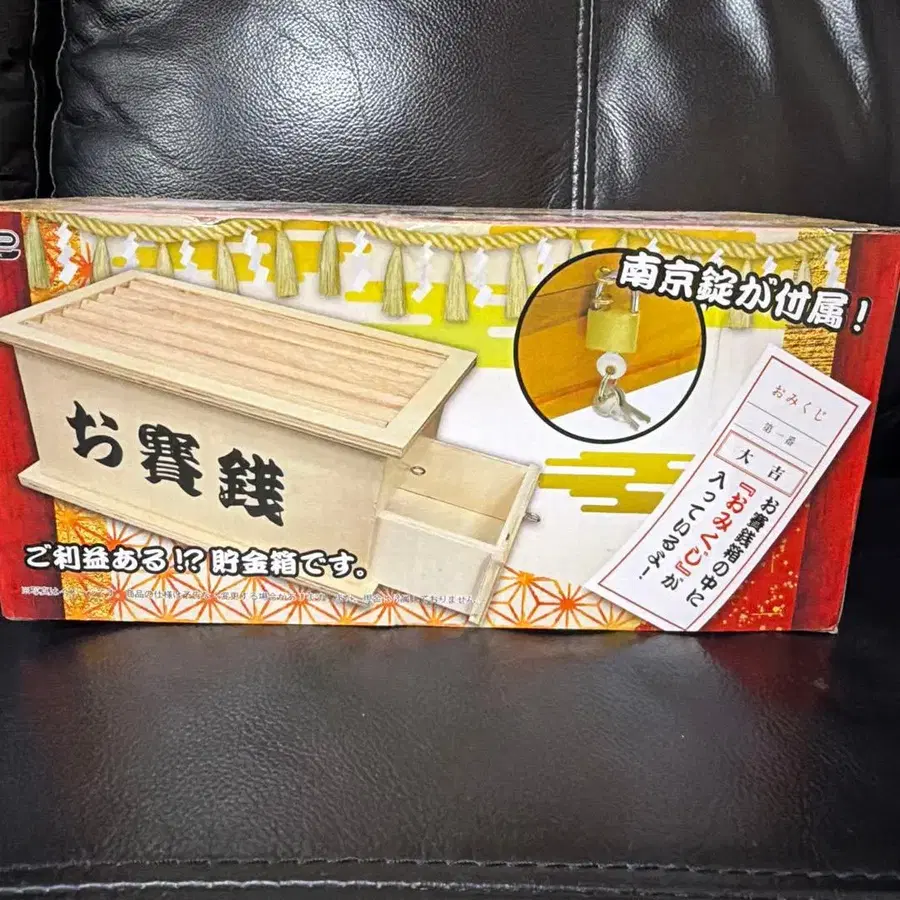 南京錠が付属！
お賽銭
ご利益ある!? 貯金箱です。
おみくじ
第一番
大吉
お賽銭箱の中に
『おみくじ』が
入っているよ！